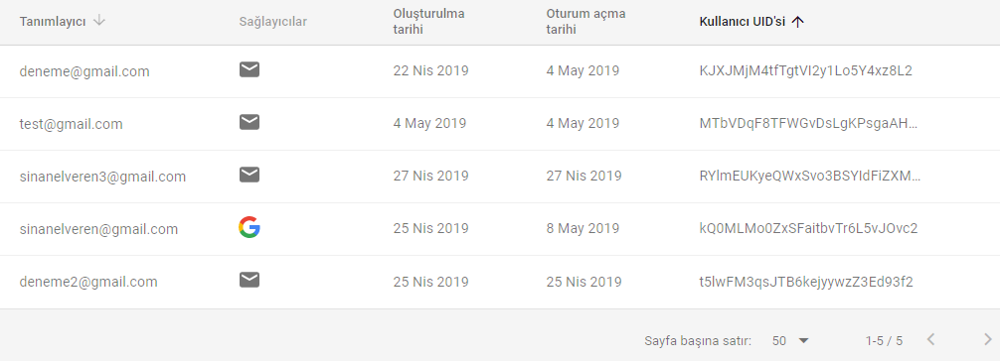 Tanımlayıcı Sağlayıcılar Oluşturulma tarihi Oturum açma tarihi Kullanıcı UID'si
deneme@gmail.com 22 Nis 2019 4 May 2019 KJXJMjM4tfTgtVI2y1Lo5Y4xz8L2
test@gmail.com 4 May 2019 4 May 2019 MTbVDqF8TFWGvDsLgKPsgaAH…
sinanelveren3@gmail.com 27 Nis 2019 27 Nis 2019 RYlmEUKyeQWxSvo3BSYIdFiZXM…
sinanelveren@gmail.com 25 Nis 2019 8 May 2019 kQ0MLMo0ZxSFaitbvTr6L5vJOvc2
deneme2@gmail.com 25 Nis 2019 25 Nis 2019 t5lwFM3qsJTB6kejyywzZ3Ed93f2
Sayfa başına satır: 50 1-5 / 5